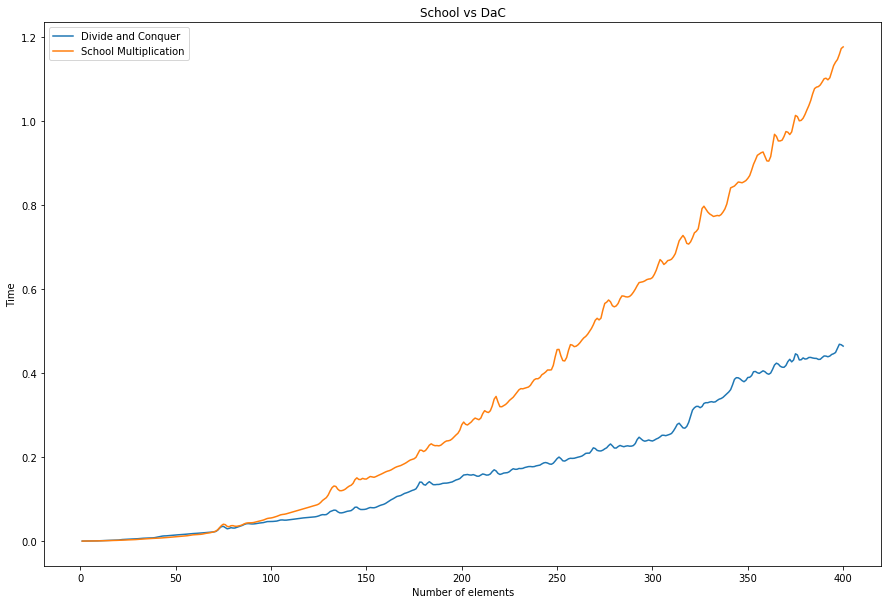 School vs DaC
Divide and Conquer
School Multiplication
1.2
1.0
0.8
0.6
0.4
0.2
0.0
Time
0 50 100 150 200 250 300 350 400
Number of elements